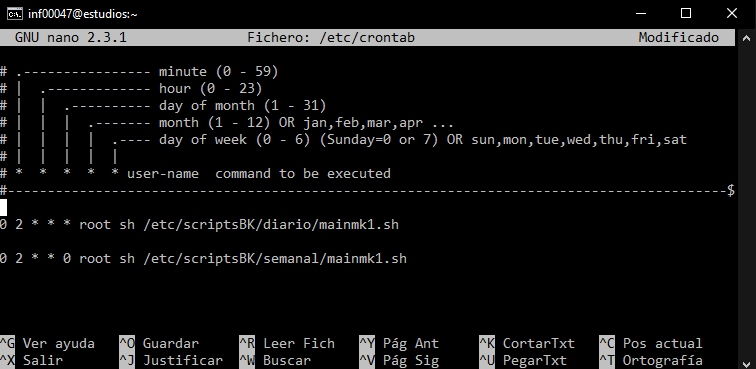 inf00047@estudios:~
GNU nano 2.3.1 Fichero: /etc/crontab Modificado
# .---------------- minute (0 - 59)
# | .------------- hour (0 - 23)
# | | .---------- day of month (1 - 31)
# | | | .------- month (1 - 12) OR jan,feb,mar,apr ...
# | | | | .---- day of week (0 - 6) (Sunday=0 or 7) OR sun,mon,tue,wed,thu,fri,sat
# | | | | |
# * * * * * user-name command to be executed
#------------------------------------------------------------------------------------------$
0 2 * * * root sh /etc/scriptsBK/diario/mainmk1.sh
0 2 * * 0 root sh /etc/scriptsBK/semanal/mainmk1.sh
^G Ver ayuda ^O Guardar ^R Leer Fich ^Y Pág Ant ^K CortarTxt ^C Pos actual
^X Salir ^J Justificar ^W Buscar ^V Pág Sig ^U PegarTxt ^T Ortografía